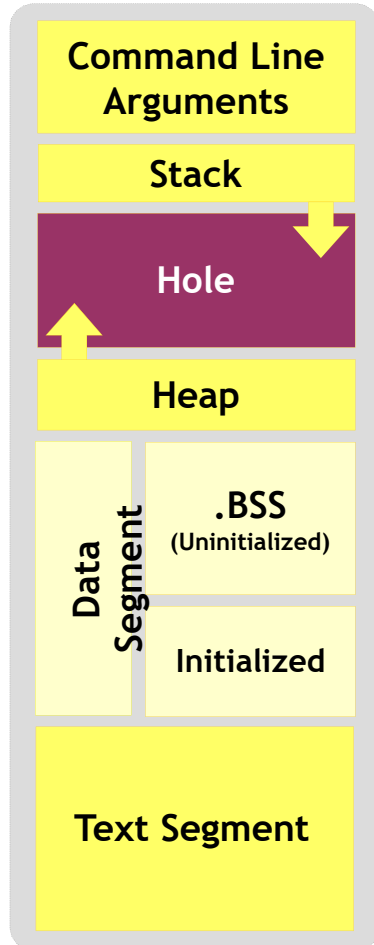 Command Line
Arguments
Stack
Hole
Heap
Data
Segment
.BSS
(Uninitialized)
Initialized
Text Segment